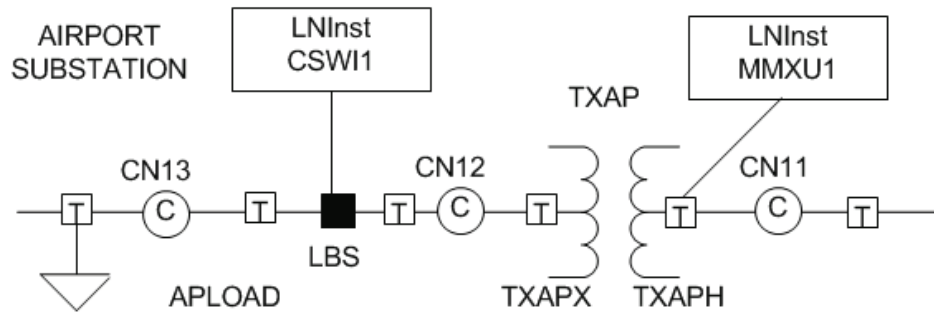 AIRPORT
SUBSTATION
LNInst
CSWI1
LNInst
MMXU1
TXAP
CN13
CN12
CN11
T
C
T
T
C
T
T
C
T
LBS
APLOAD
TXAPX
TXAPH